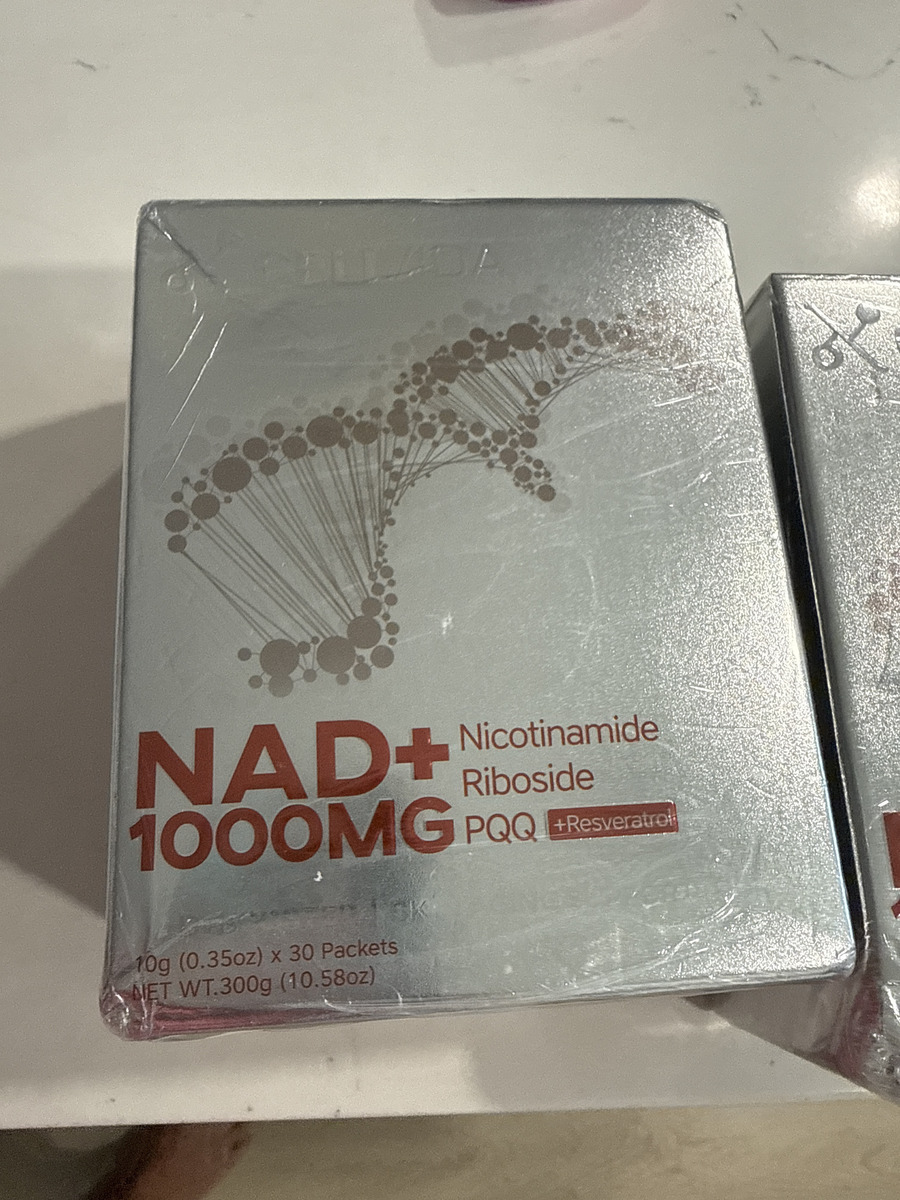 NAD+
1000MG
Nicotinamide
Riboside
PQQ +Resveratrol
10g (0.35oz) x 30 Packets
NET WT.300g (10.58oz)